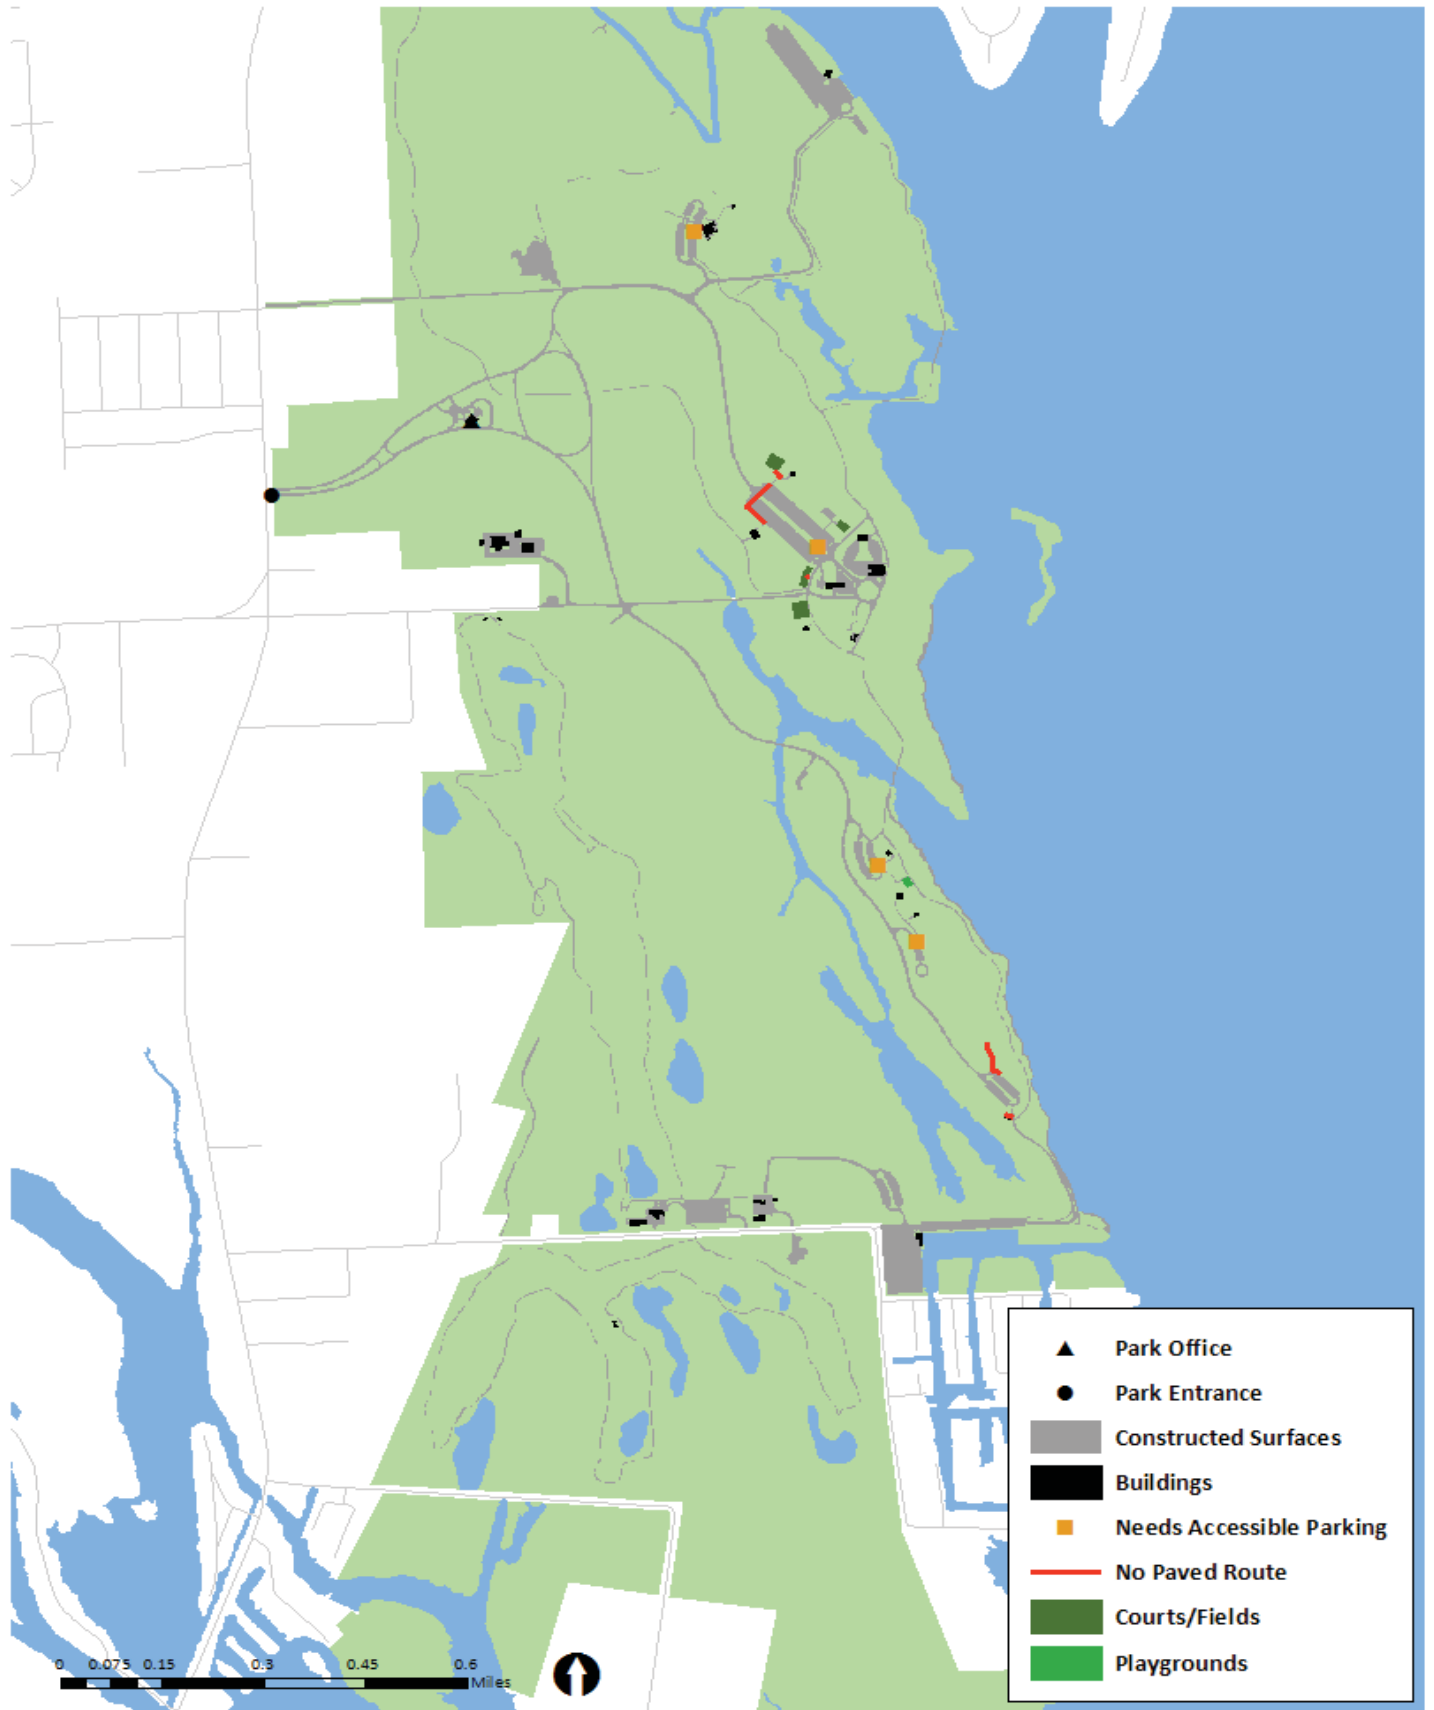 Park Office
Park Entrance
Constructed Surfaces
Buildings
Needs Accessible Parking
No Paved Route
Courts/Fields
Playgrounds
0 0.075 0.15 0.3 0.45 0.6
Miles